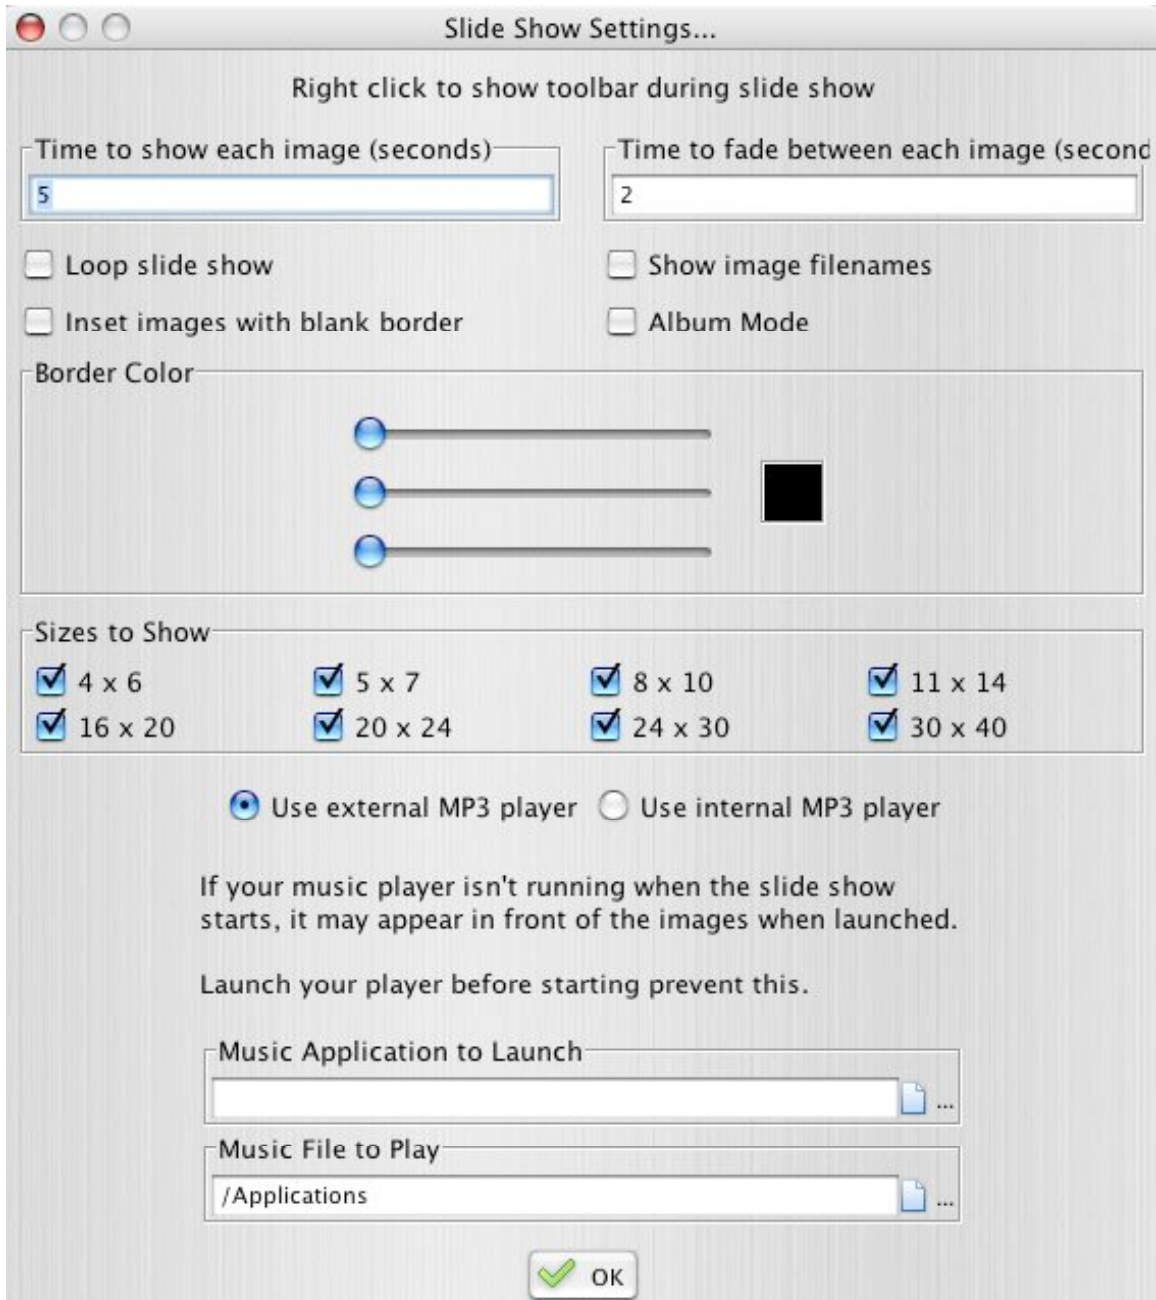 Slide Show Settings...
Right click to show toolbar during slide show
Time to show each image (seconds)
Time to fade between each image (second
5
2
Loop slide show
Show image filenames
Inset images with blank border
Album Mode
Border Color
Sizes to Show
4 x 6
5 x 7
8 x 10
11 x 14
16 x 20
20 x 24
24 x 30
30 x 40
Use external MP3 player
Use internal MP3 player
If your music player isn't running when the slide show
starts, it may appear in front of the images when launched.
Launch your player before starting prevent this.
Music Application to Launch
...
Music File to Play
/Applications
...
OK